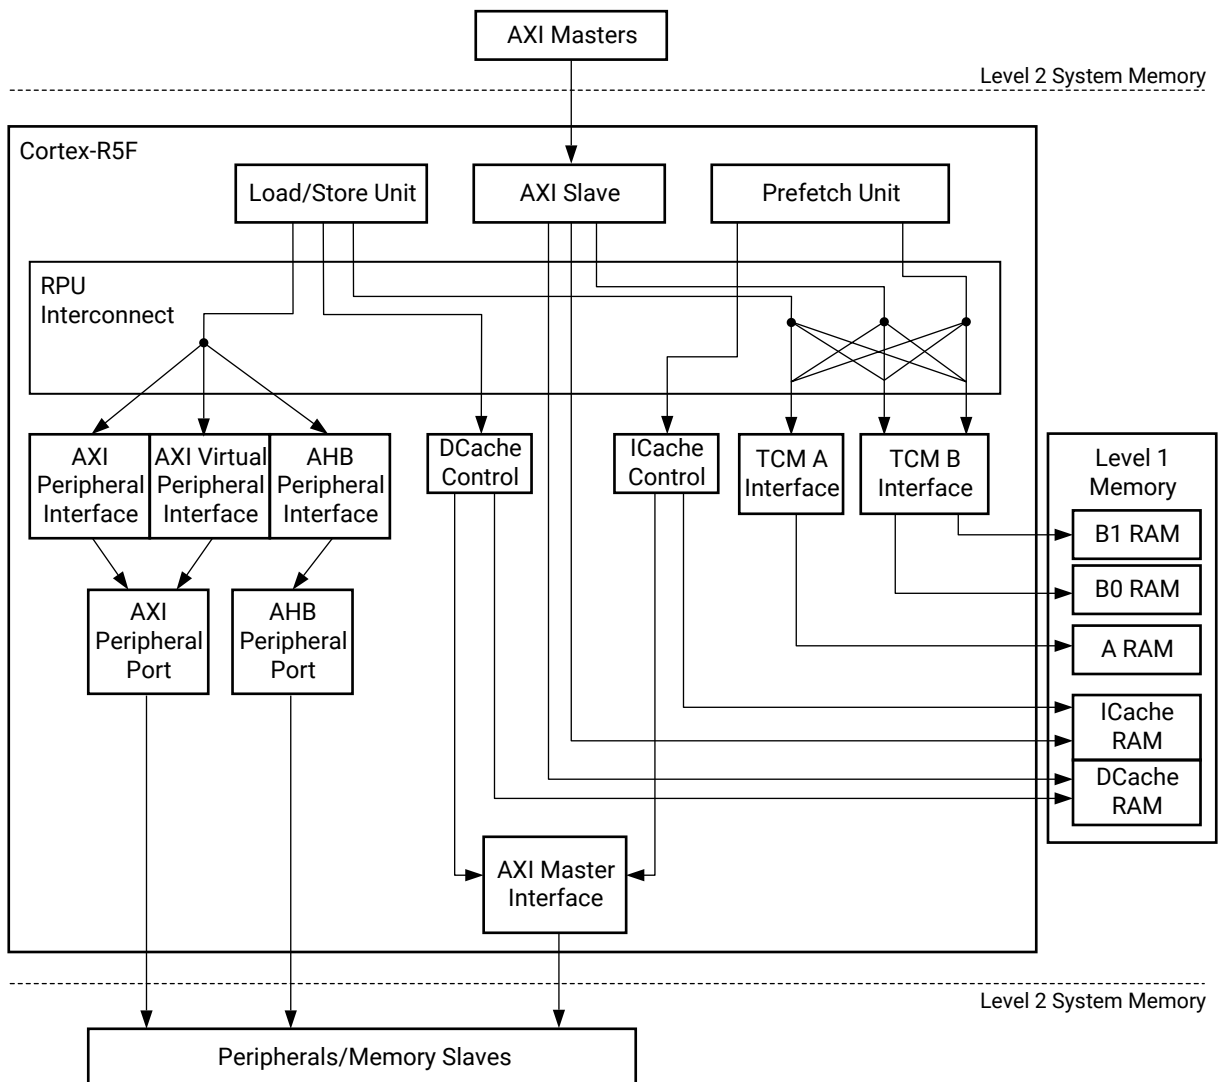 AXI Masters
Level 2 System Memory
Cortex-R5F
Load/Store Unit
AXI Slave
Prefetch Unit
RPU
Interconnect
AXI
Peripheral
Interface
AXI Virtual
Peripheral
Interface
AHB
Peripheral
Interface
DCache
Control
ICache
Control
TCM A
Interface
TCM B
Interface
Level 1
Memory
B1 RAM
B0 RAM
A RAM
ICache
RAM
DCache
RAM
AXI
Peripheral
Port
AHB
Peripheral
Port
AXI Master
Interface
Level 2 System Memory
Peripherals/Memory Slaves